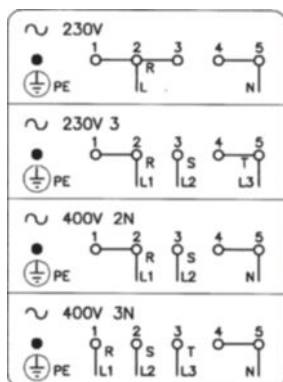 ∼ 230V
1 2 3 4 5
R
PE L N
∼ 230V 3
1 2 3 4 5
R S T
PE L1 L2 L3
∼ 400V 2N
1 2 3 4 5
R S
PE L1 L2 N
∼ 400V 3N
1 2 3 4 5
R S T
PE L1 L2 L3 N